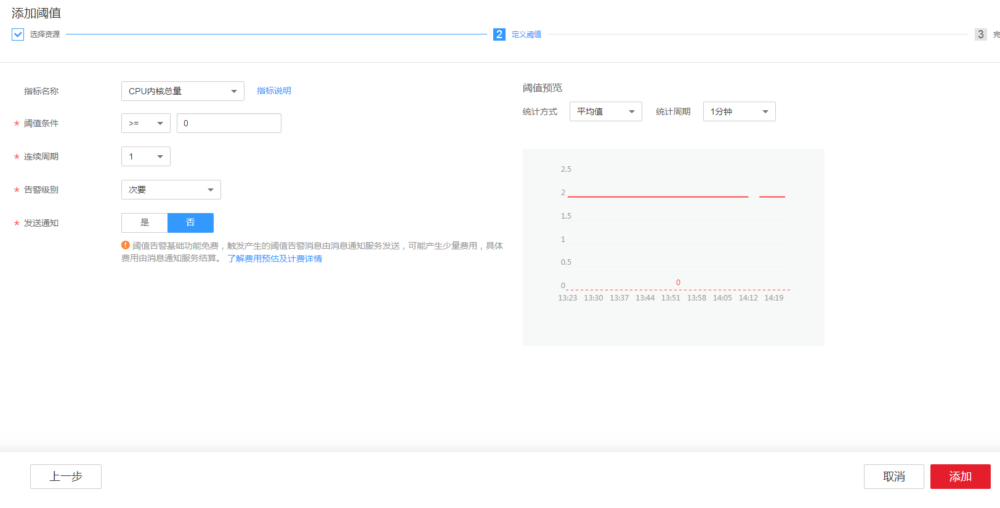 添加阈值
选择资源
2 定义阈值
3 完
指标名称 CPU内核总量 指标说明
* 阈值条件 >= 0
* 连续周期 1
* 告警级别 次要
* 发送通知 是 否
阈值告警基础功能免费，触发产生的阈值告警消息由消息通知服务发送，可能产生少量费用，具体
费用由消息通知服务结算。 了解费用预估及计费详情
阈值预览
统计方式 平均值 统计周期 1分钟
2.5
2
1.5
1
0.5
0
0
13:23 13:30 13:37 13:44 13:51 13:58 14:05 14:12 14:19
上一步 取消 添加